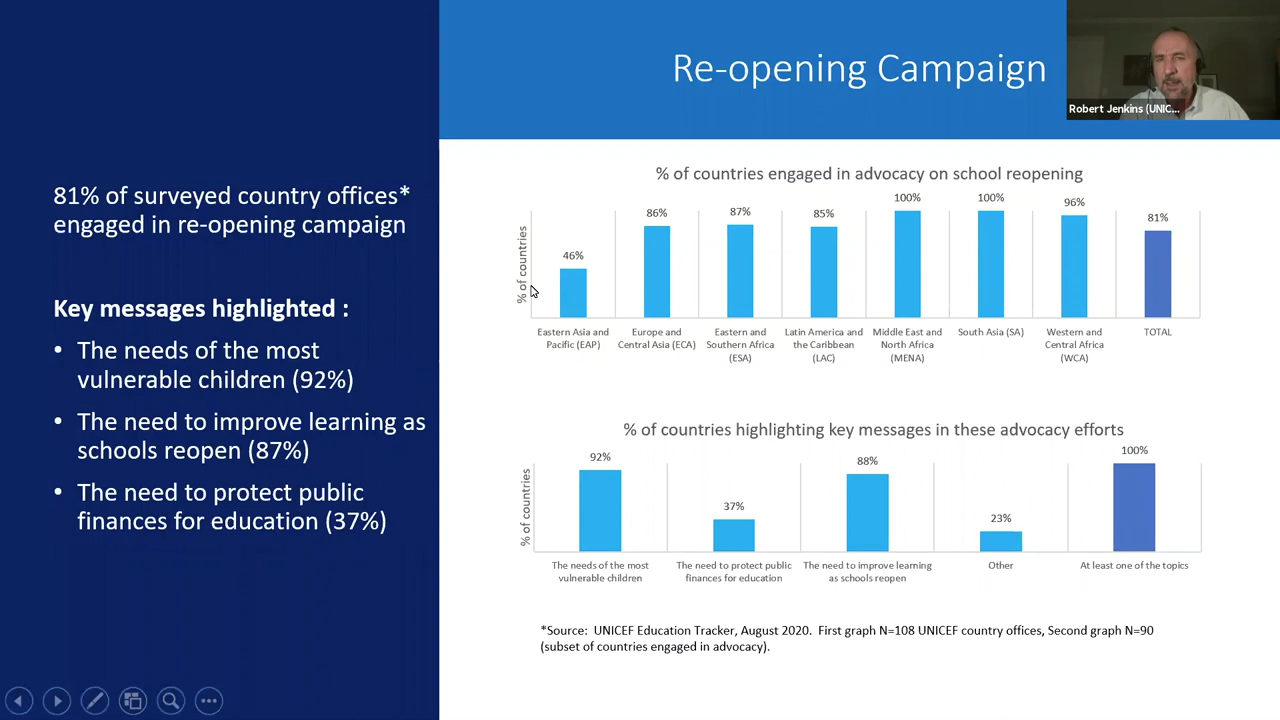 Re-opening Campaign
Robert Jenkins (UNIC...
81% of surveyed country offices*
engaged in re-opening campaign
Key messages highlighted :
• The needs of the most
vulnerable children (92%)
• The need to improve learning as
schools reopen (87%)
• The need to protect public
finances for education (37%)
% of countries engaged in advocacy on school reopening
% of countries
46%
86%
87%
85%
100%
100%
96%
81%
Eastern Asia and
Pacific (EAP)
Europe and
Central Asia (ECA)
Eastern and
Southern Africa
(ESA)
Latin America and
the Caribbean
(LAC)
Middle East and
North Africa
(MENA)
South Asia (SA)
Western and
Central Africa
(WCA)
TOTAL
% of countries highlighting key messages in these advocacy efforts
% of countries
92%
37%
88%
23%
100%
The needs of the most
vulnerable children
The need to protect public
finances for education
The need to improve learning
as schools reopen
Other
At least one of the topics
*Source:  UNICEF Education Tracker, August 2020.  First graph N=108 UNICEF country offices, Second graph N=90
(subset of countries engaged in advocacy).